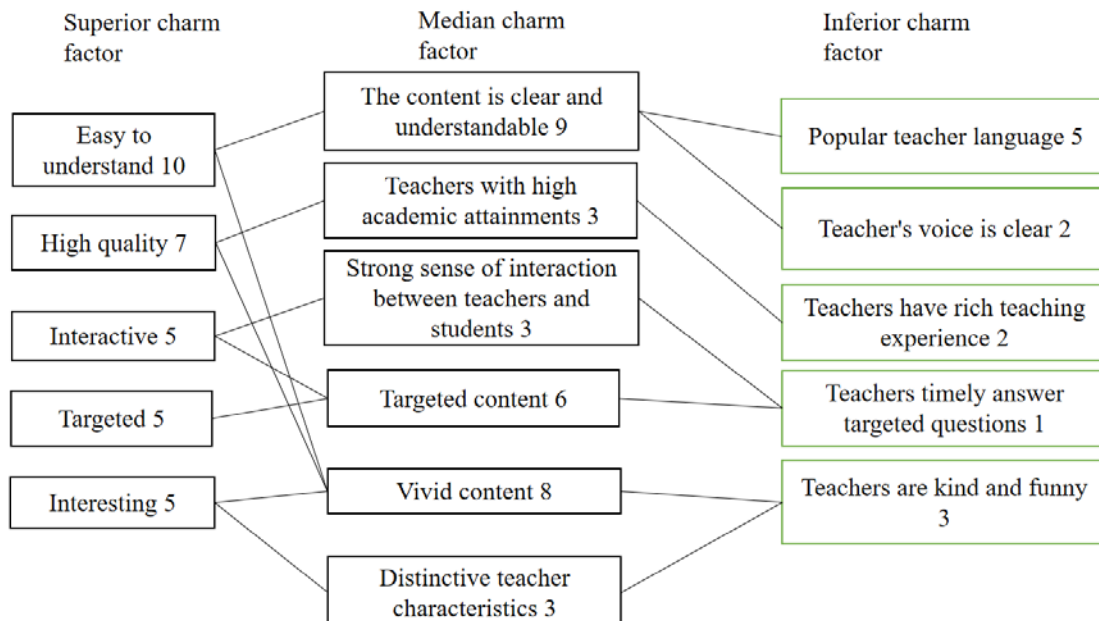 Superior charm
factor
Median charm
factor
Inferior charm
factor
Easy to
understand 10
High quality 7
Interactive 5
Targeted 5
Interesting 5
The content is clear and
understandable 9
Teachers with high
academic attainments 3
Strong sense of interaction
between teachers and
students 3
Targeted content 6
Vivid content 8
Distinctive teacher
characteristics 3
Popular teacher language 5
Teacher's voice is clear 2
Teachers have rich teaching
experience 2
Teachers timely answer
targeted questions 1
Teachers are kind and funny
3